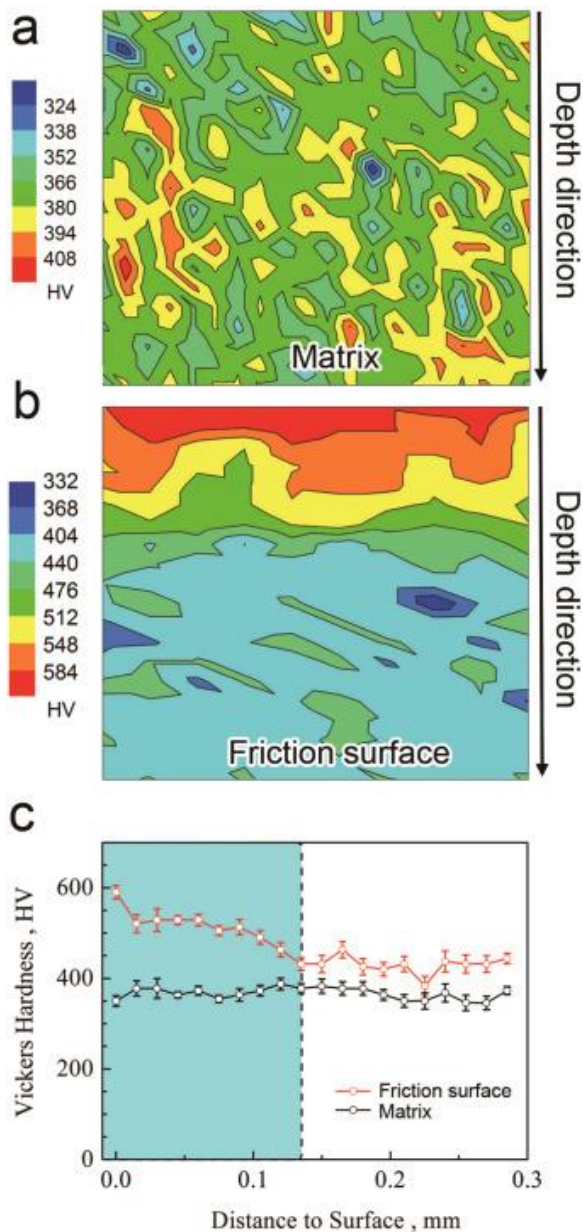 a
324
338
352
366
380
394
408
HV
Matrix
Depth direction
b
332
368
404
440
476
512
548
584
HV
Friction surface
Depth direction
c
600
400
200
0
Vickers Hardness , HV
Friction surface
Matrix
0.0 0.1 0.2 0.3
Distance to Surface , mm